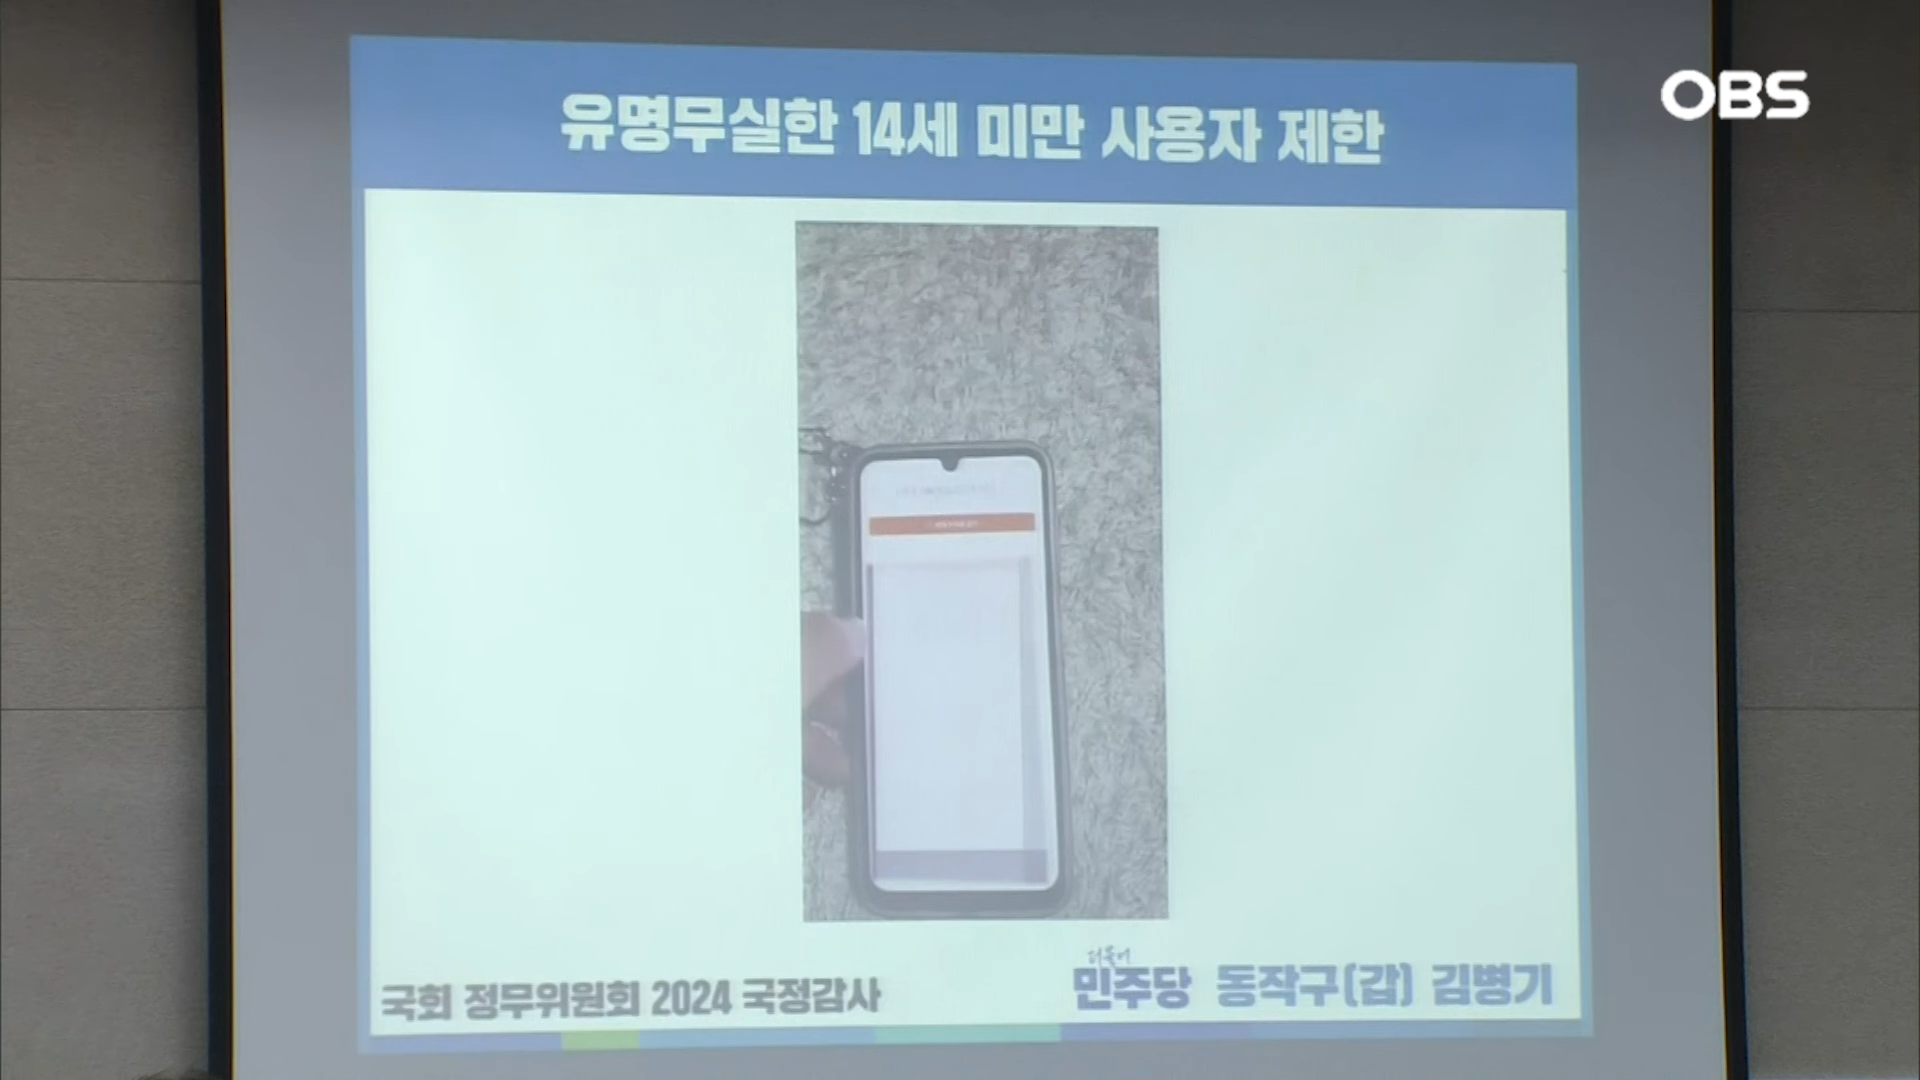 OBS
유명무실한 14세 미만 사용자 제한
국회 정무위원회 2024 국정감사
더불어
민주당 동작구(갑) 김병기